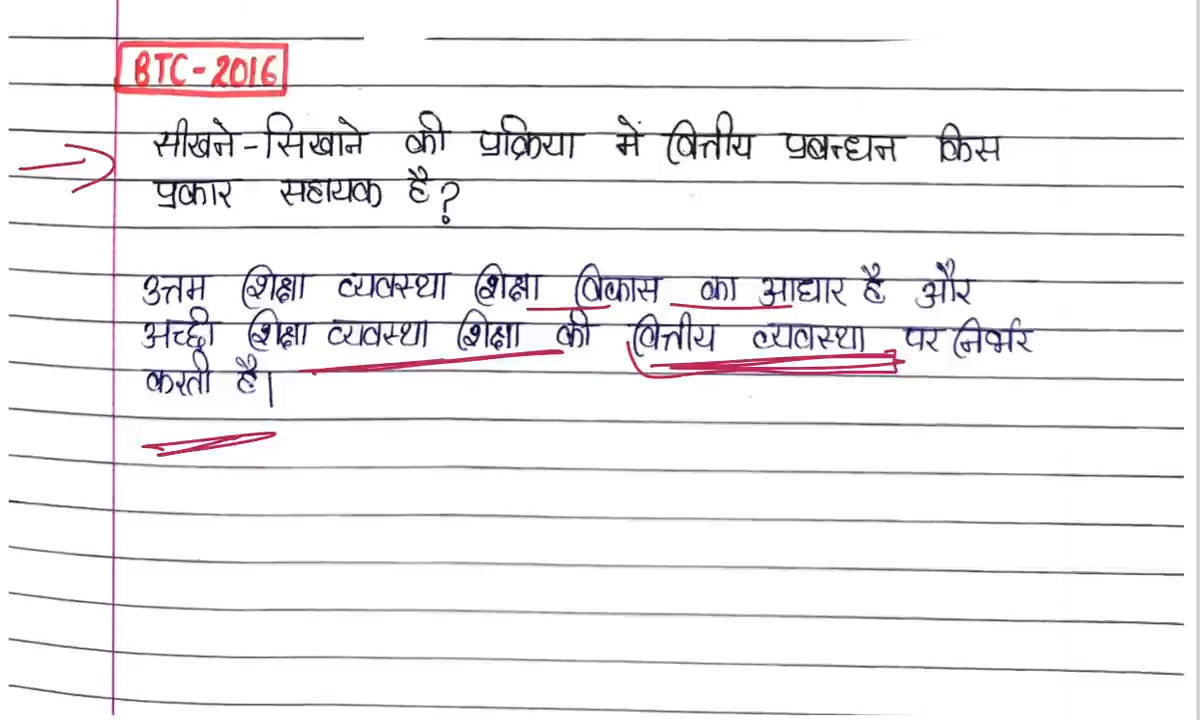 BTC-2016
सीखने-सिखाने की प्रक्रिया में वित्तीय प्रबन्धन किस
प्रकार सहायक है?
उत्तम शिक्षा व्यवस्था शिक्षा विकास का आधार है और
अच्छी शिक्षा व्यवस्था शिक्षा की वित्तीय व्यवस्था पर निर्भर
करती है।